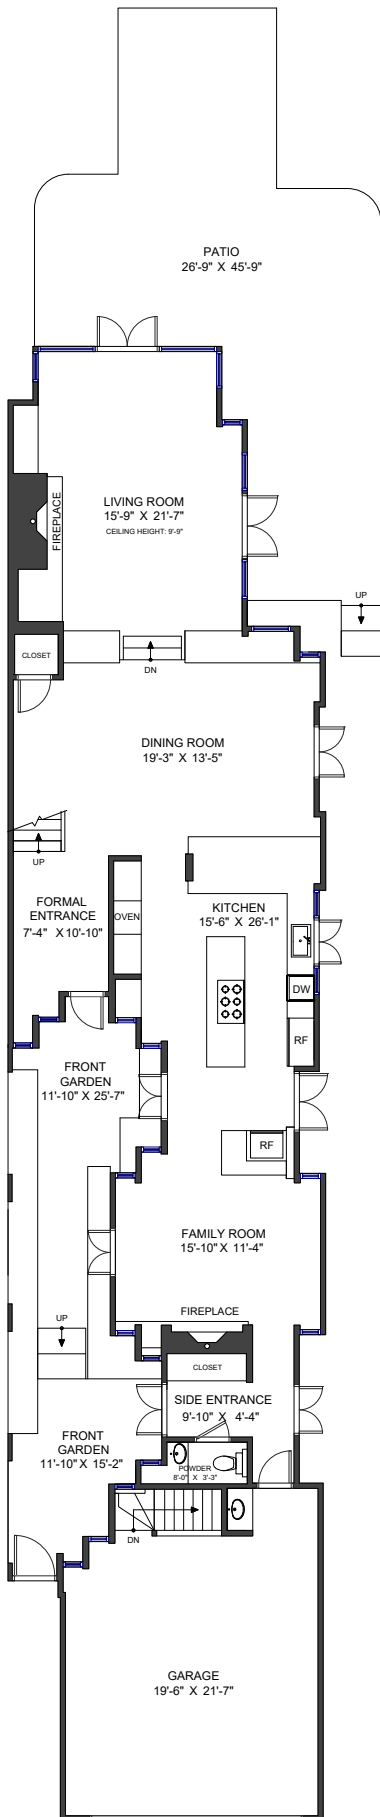 PATIO
26'-9" X 45'-9"
LIVING ROOM
15'-9" X 21'-7"
CEILING HEIGHT: 9'-9"
FIREPLACE
UP
CLOSET
DN
DINING ROOM
19'-3" X 13'-5"
UP
FORMAL
ENTRANCE
7'-4" X 10'-10"
OVEN
KITCHEN
15'-6" X 26'-1"
DW
RF
FRONT
GARDEN
11'-10" X 25'-7"
RF
FAMILY ROOM
15'-10" X 11'-4"
FIREPLACE
UP
CLOSET
SIDE ENTRANCE
9'-10" X 4'-4"
FRONT
GARDEN
11'-10" X 15'-2"
POWDER
8'-0" X 3'-3"
DN
GARAGE
19'-6" X 21'-7"